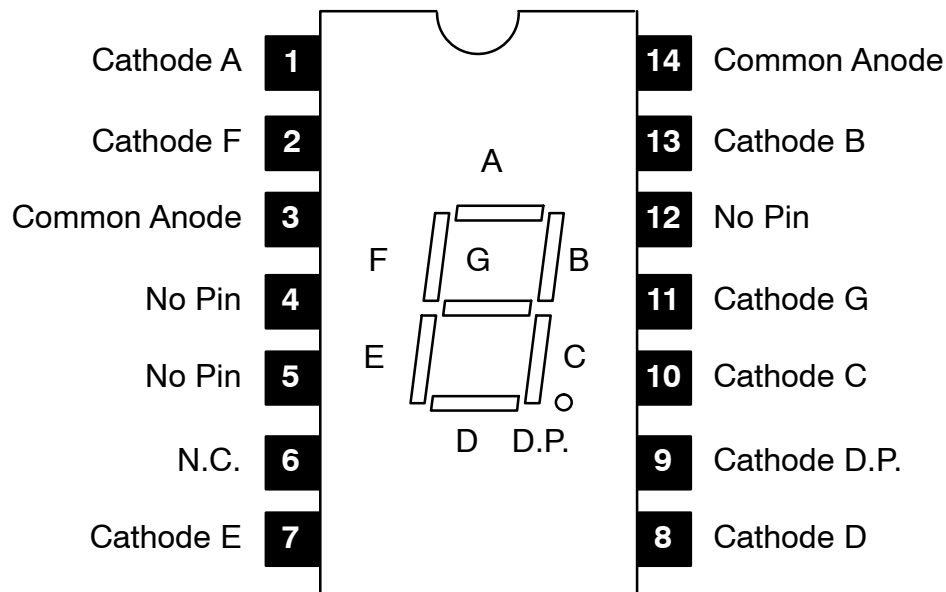 Cathode A 1
Cathode F 2
Common Anode 3
No Pin 4
No Pin 5
N.C. 6
Cathode E 7
A
F G B
E C
D D.P.
14 Common Anode
13 Cathode B
12 No Pin
11 Cathode G
10 Cathode C
9 Cathode D.P.
8 Cathode D